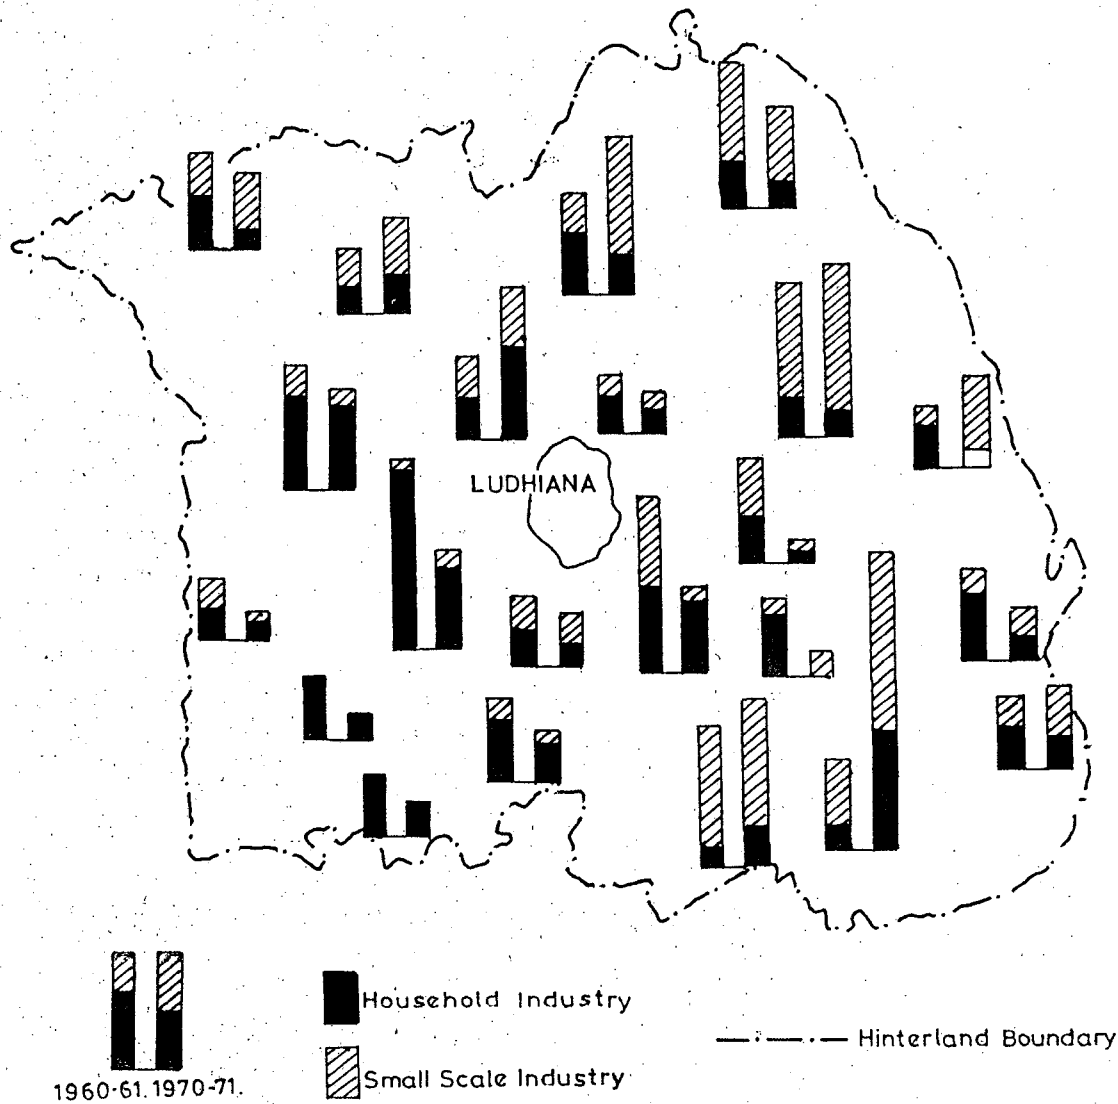 LUDHIANA
1960-61. 1970-71.
Household Industry
Small Scale Industry
Hinterland Boundary